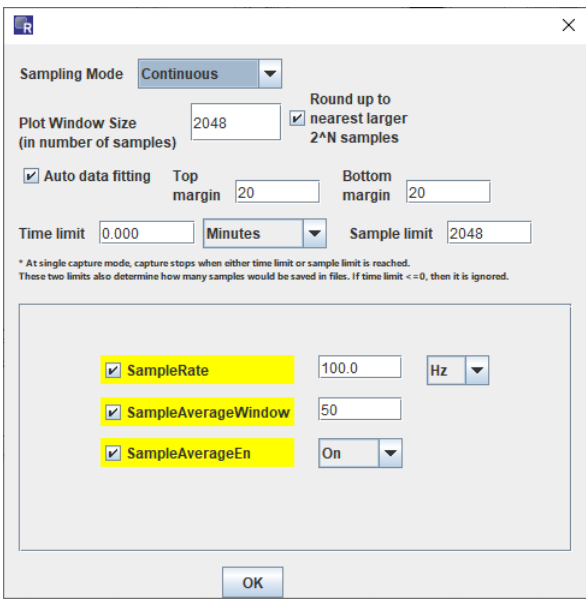 R
Sampling Mode Continuous
Round up to
Plot Window Size 2048 nearest larger
(in number of samples) 2^N samples
Auto data fitting Top margin 20 Bottom margin 20
Time limit 0.000 Minutes Sample limit 2048
* At single capture mode, capture stops when either time limit or sample limit is reached.
These two limits also determine how many samples would be saved in files. If time limit <=0, then it is ignored.
SampleRate 100.0 Hz
SampleAverageWindow 50
SampleAverageEn On
OK